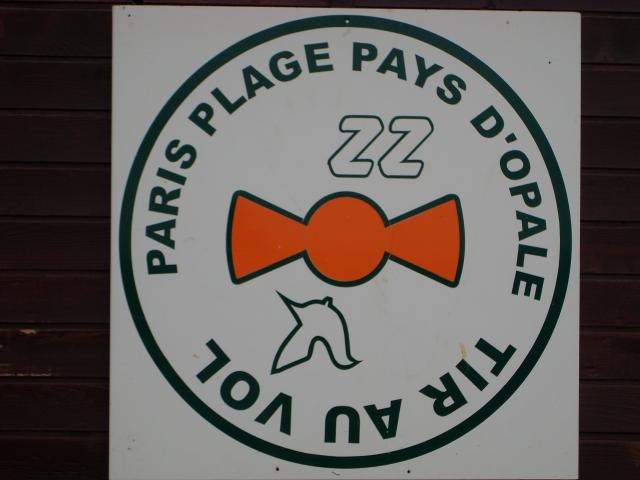 PARIS PLAGE PAYS D'OPALE
ZZ
TIR AU VOL